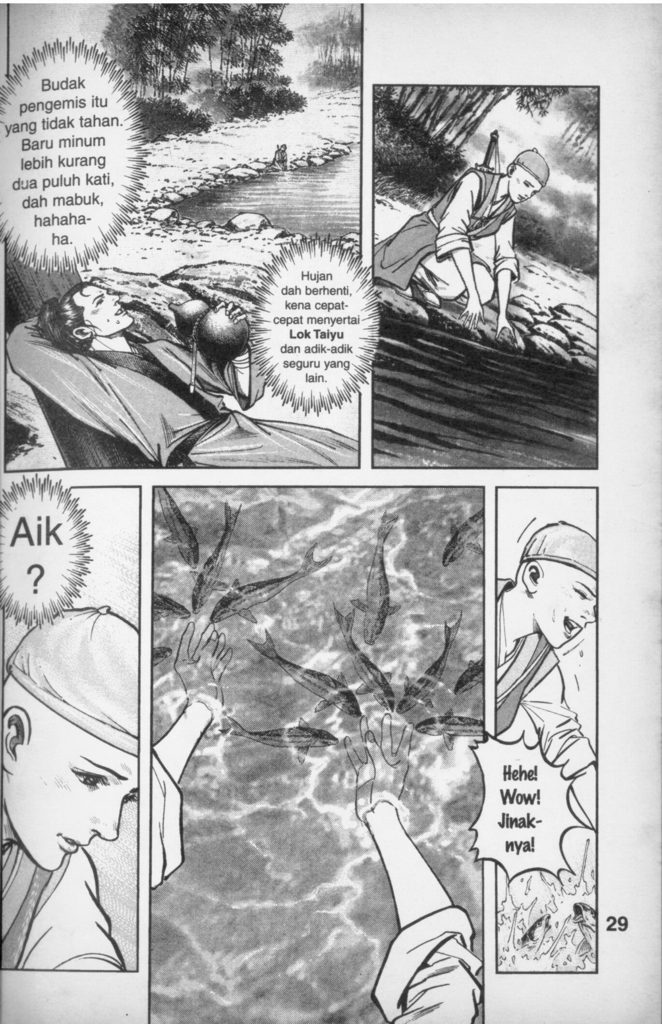 Budak
pengemis itu
yang tidak tahan.
Baru minum
lebih kurang
dua puluh kati,
dah mabuk,
hahaha-
ha.
Hujan
dah berhenti,
kena cepat-
cepat menyertai
Lok Taiyu
dan adik-adik
seguru yang
lain.
Aik
?
Hehe!
Wow!
Jinak-
nya!
29